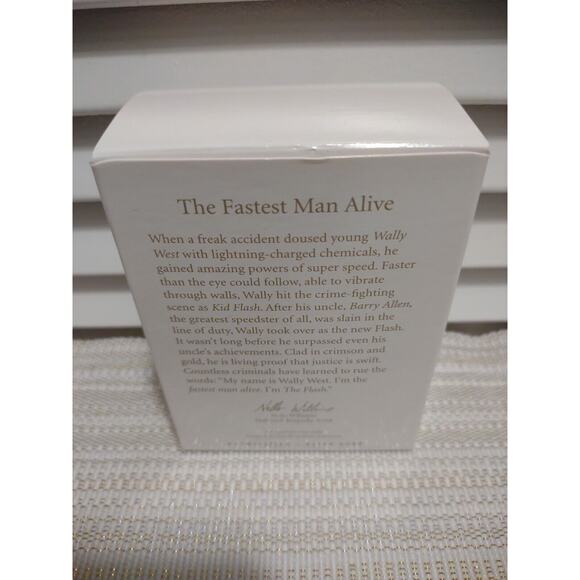 The Fastest Man Alive
When a freak accident doused young Wally
West with lightning-charged chemicals, he
gained amazing powers of super speed. Faster
than the eye could follow, able to vibrate
through walls, Wally hit the crime-fighting
scene as Kid Flash. After his uncle, Barry Allen,
the greatest speedster of all, was slain in the
line of duty, Wally took over as the new Flash.
It wasn't long before he surpassed even his
uncle's achievements. Clad in crimson and
gold, he is living proof that justice is swift.
Countless criminals have learned to rue the
words: "My name is Wally West. I'm the
fastest man alive. I'm The Flash."